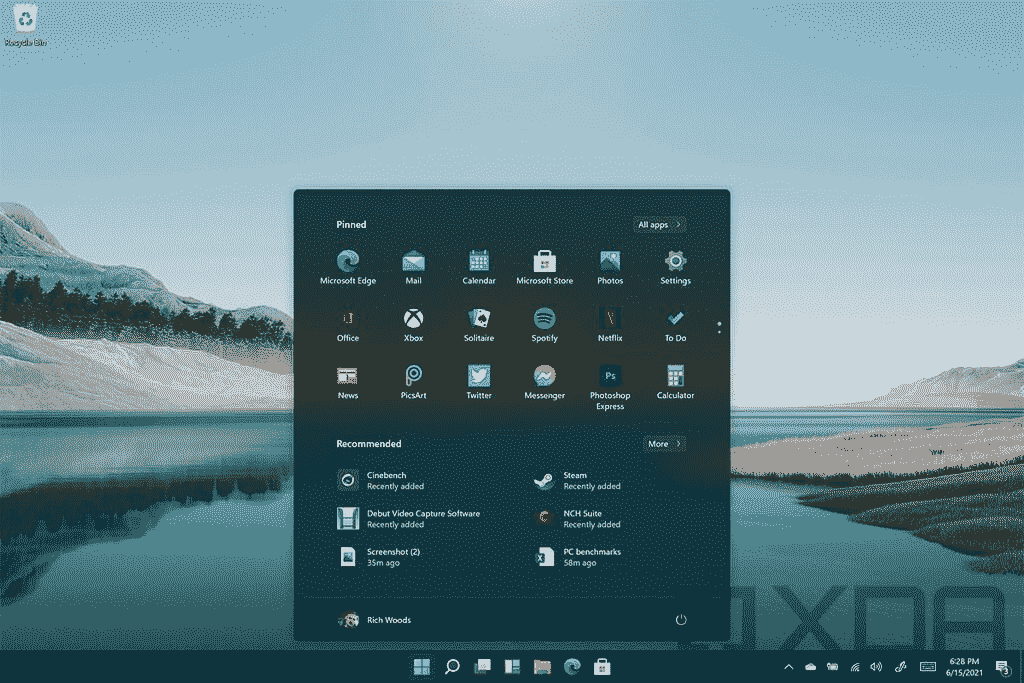 Recycle Bin
Pinned
All apps
Microsoft Edge
Mail
Calendar
Microsoft Store
Photos
Settings
Office
Xbox
Solitaire
Spotify
Netflix
To Do
News
PicsArt
Twitter
Messenger
Photoshop
Express
Ps
Calculator
Recommended
More
Cinebench
Recently added
Steam
Recently added
Debut Video Capture Software
Recently added
NCH Suite
Recently added
Screenshot (2)
35m ago
PC benchmarks
58m ago
Rich Woods
XDA
6:28 PM
6/15/2021
3